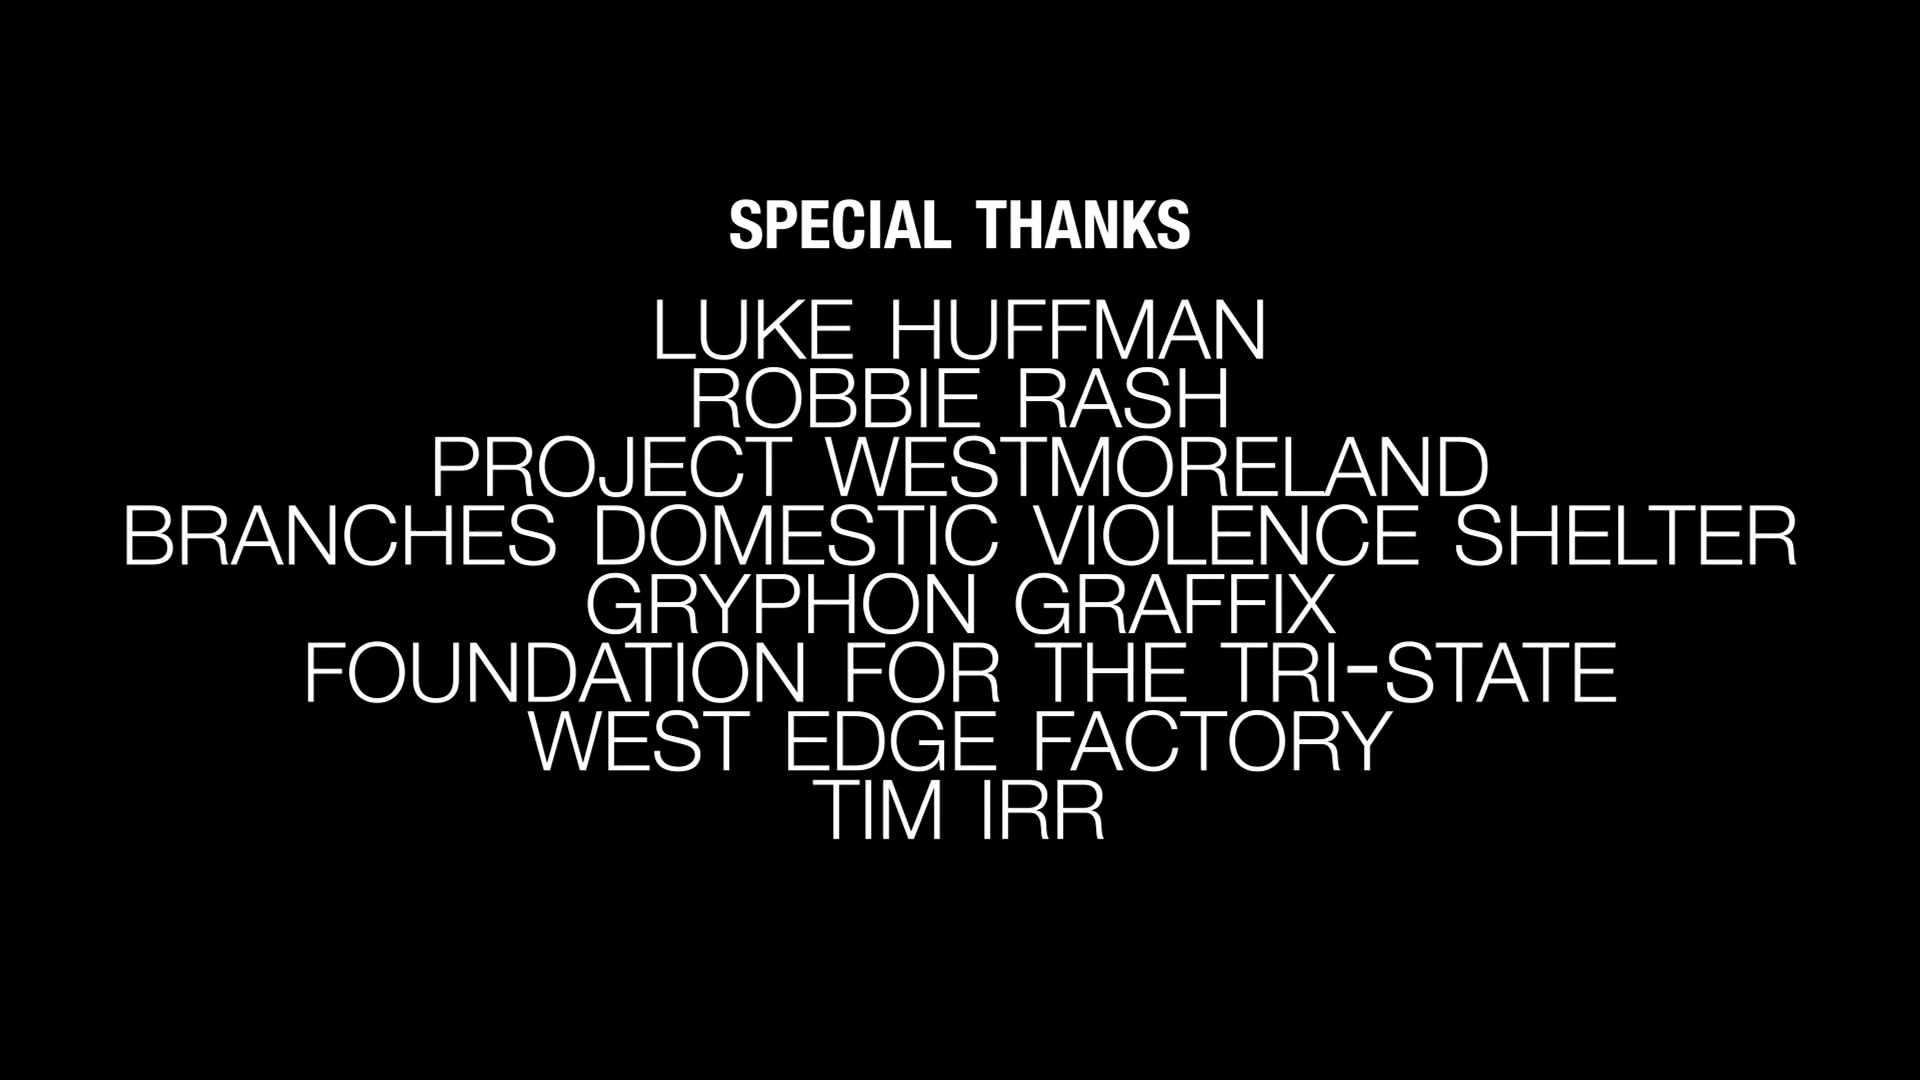 SPECIAL THANKS
LUKE HUFFMAN
ROBBIE RASH
PROJECT WESTMORELAND
BRANCHES DOMESTIC VIOLENCE SHELTER
GRYPHON GRAFFIX
FOUNDATION FOR THE TRI-STATE
WEST EDGE FACTORY
TIM IRR